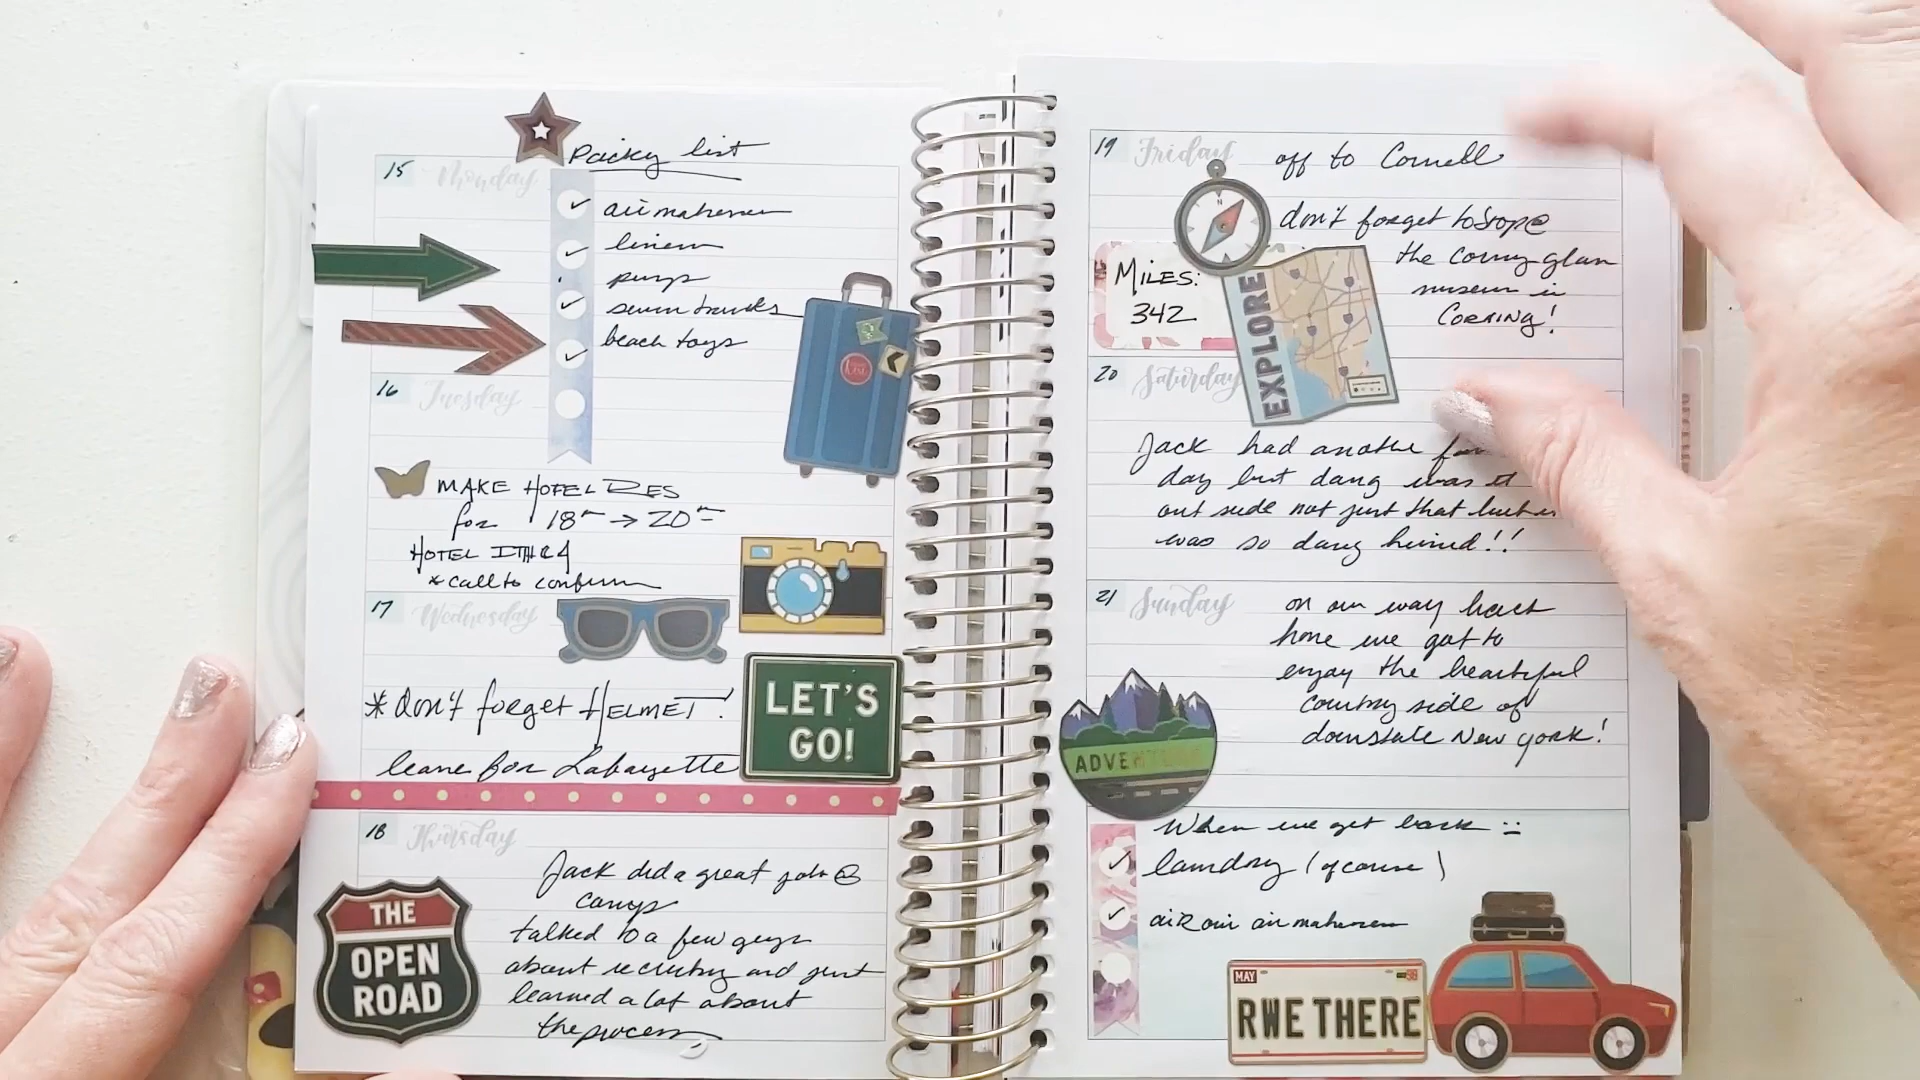 Packing list
15 Monday
air mattresses
linens
pumps
swim trunks
beach toys
16 Tuesday
MAKE HOTEL RES
for 18th → 20th
HOTEL ITHACA
*call to confirm
17 Wednesday
* don't forget HELMET!
LET'S
GO!
leave for Lafayette
18 Thursday
Jack did a great job @
camp
talked to a few guys
about recruiting and just
learned a lot about
the process
THE
OPEN
ROAD
19 Friday
off to Cornell
N
don't forget to stop @
the corning glass
museum in
CORNING!
MILES:
342
EXPLORE
20 Saturday
Jack had another
day but dang was it
out side not just that but it
was so dang humid!!
21 Sunday
on our way back
home we got to
enjoy the beautiful
country side of
downstate New York!
ADVENTURE
When we get back :
laundry (of course)
air our air mattresses
MAY
RWE THERE